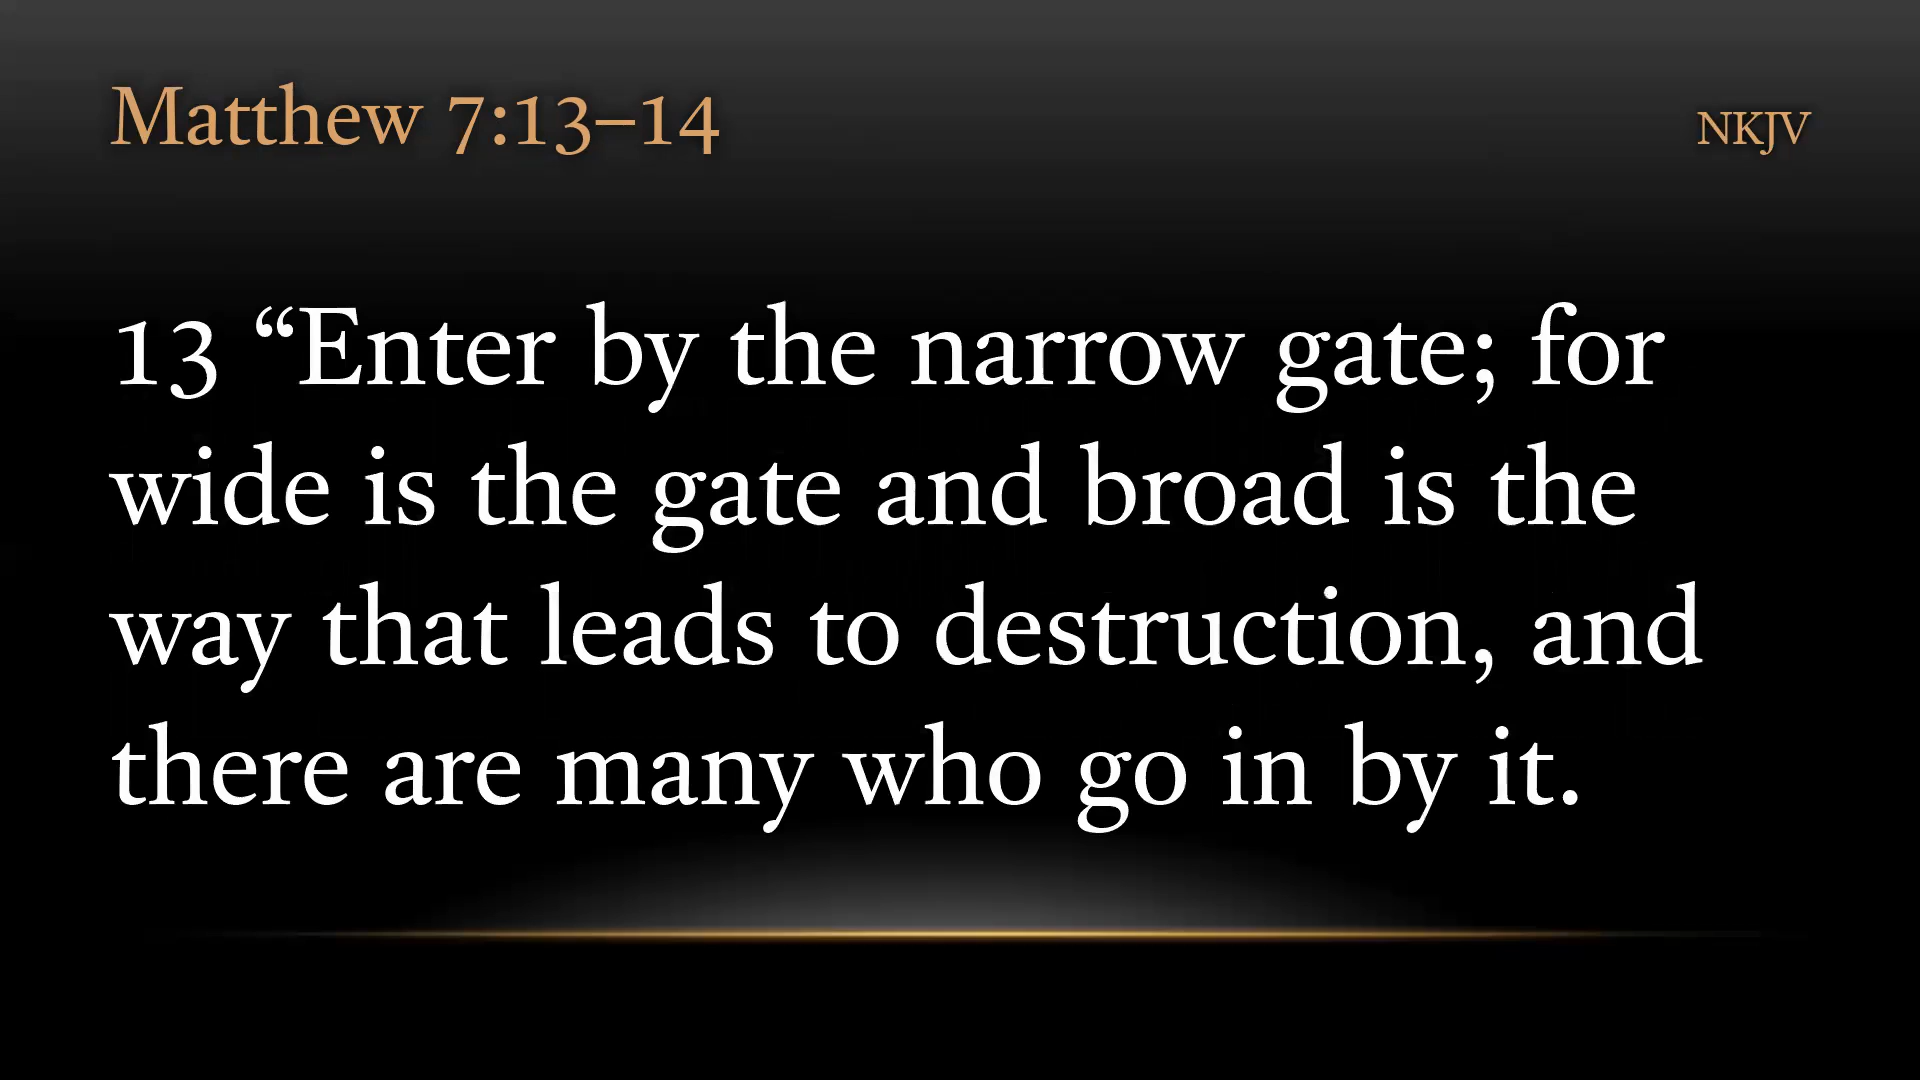 Matthew 7:13–14
NKJV
13 “Enter by the narrow gate; for
wide is the gate and broad is the
way that leads to destruction, and
there are many who go in by it.